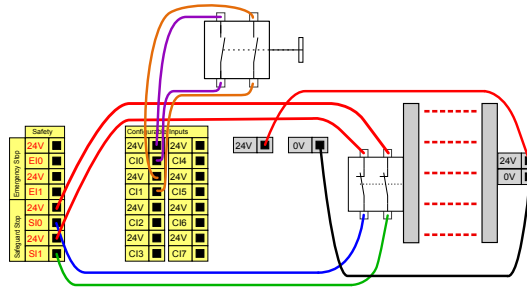 Safety
Emergency Stop
24V
EI0
24V
EI1
Safeguard Stop
24V
SI0
24V
SI1
Configurable Inputs
24V 24V
CI0 CI4
24V 24V
CI1 CI5
24V 24V
CI2 CI6
24V 24V
CI3 CI7
24V
0V
24V
0V